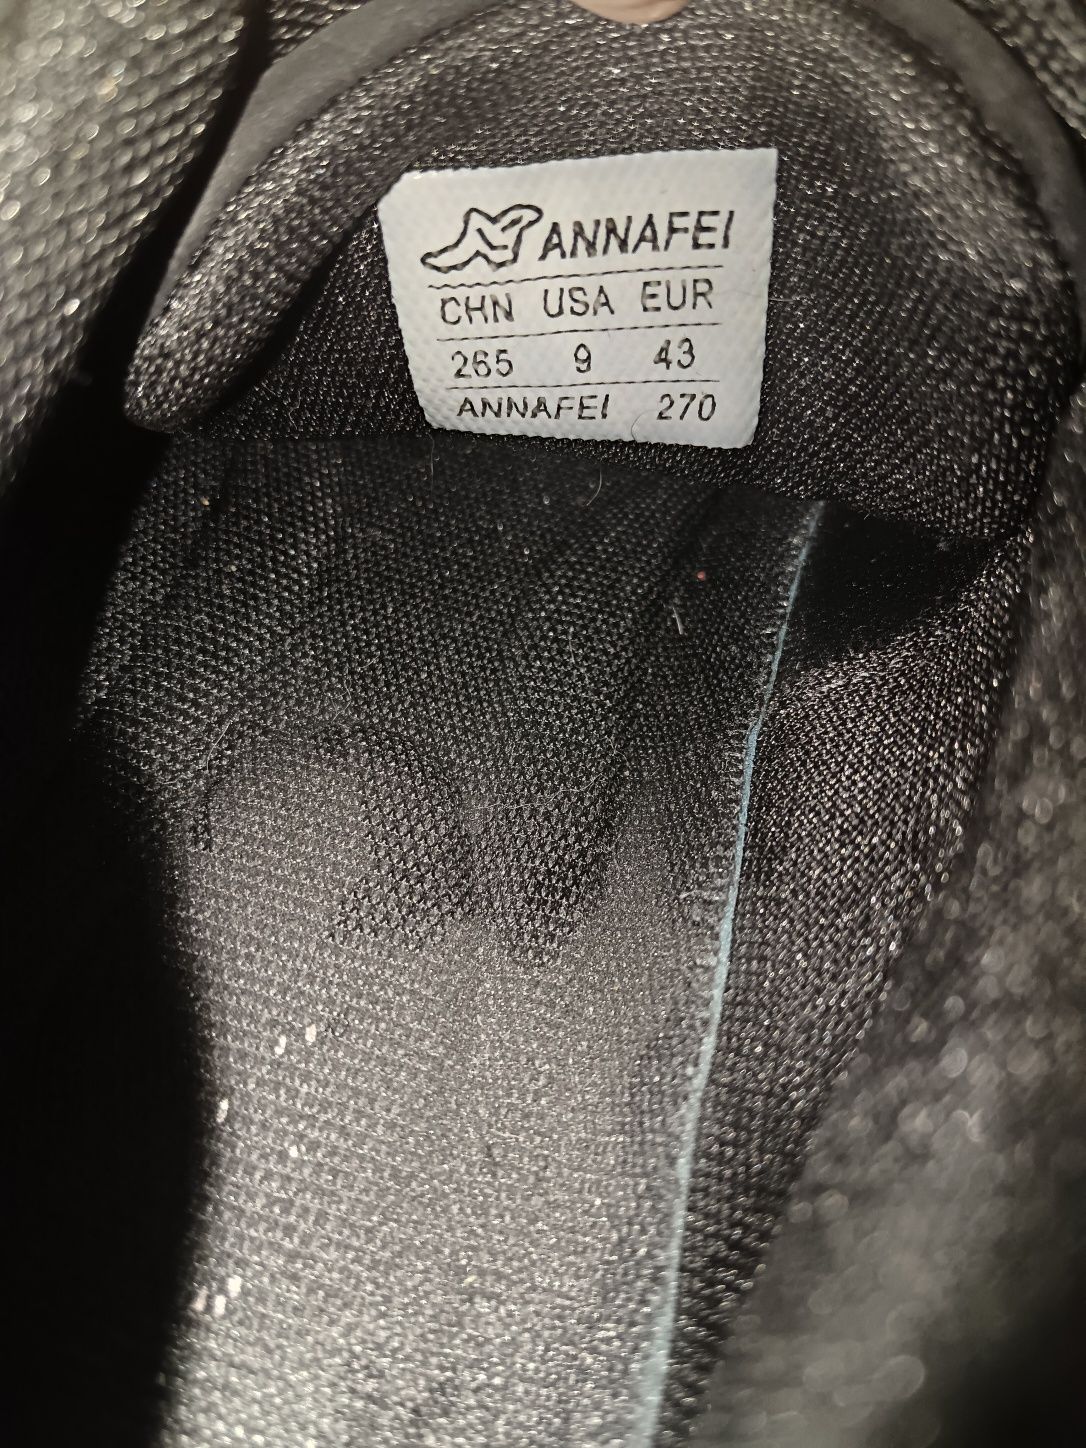 ANNAFEI
CHN USA EUR
265 9 43
ANNAFEI 270